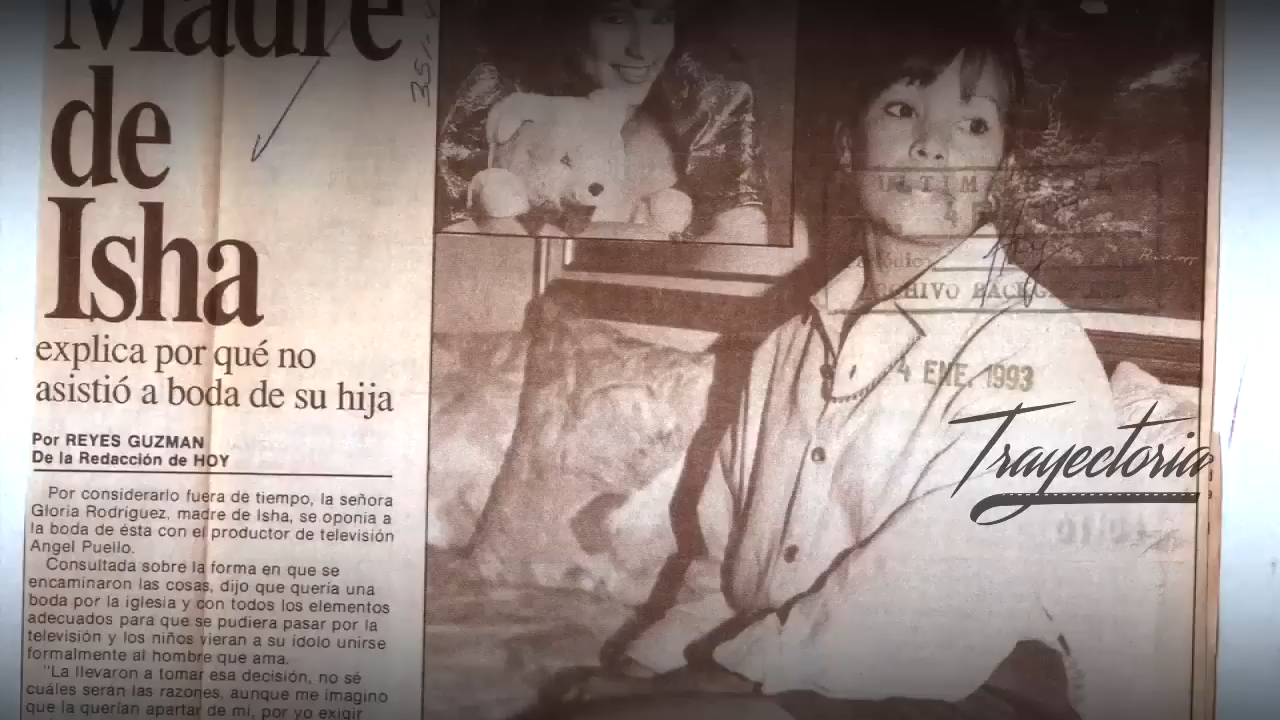 Madre
de
Isha
explica por qué no
asistió a boda de su hija
Por REYES GUZMAN
De la Redacción de HOY
Por considerarlo fuera de tiempo, la señora
Gloria Rodríguez, madre de Isha, se oponia a
la boda de ésta con el productor de televisión
Angel Puello.
Consultada sobre la forma en que se
encaminaron las cosas, dijo que quería una
boda por la iglesia y con todos los elementos
adecuados para que se pudiera pasar por la
televisión y los niños vieran a su ídolo unirse
formalmente al hombre que ama.
"La llevaron a tomar esa decisión, no sé
cuáles serán las razones, aunque me imagino
que la querían apartar de mi, por yo exigir
351
4 ENE. 1993
Trayectoria